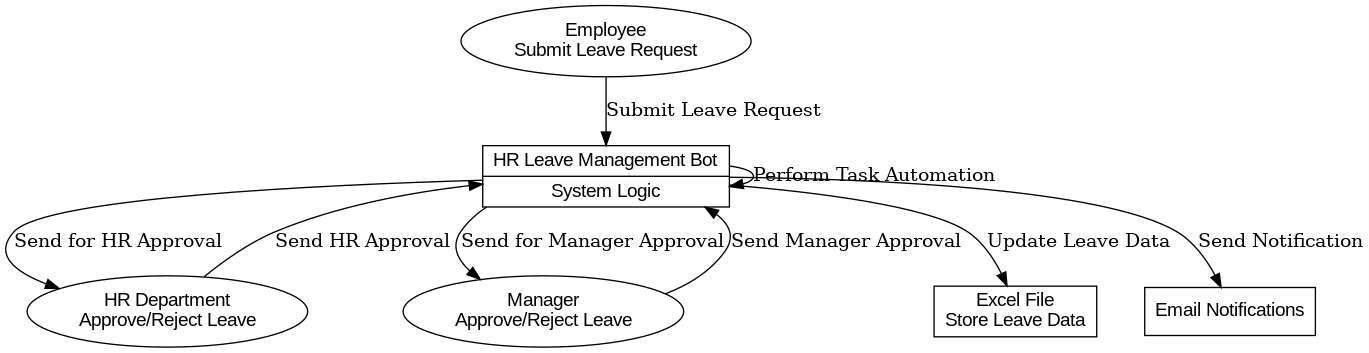 Employee
Submit Leave Request
Submit Leave Request
HR Leave Management Bot
Perform Task Automation
System Logic
Send for HR Approval
Send HR Approval
Send for Manager Approval
Send Manager Approval
Update Leave Data
Send Notification
HR Department
Approve/Reject Leave
Manager
Approve/Reject Leave
Excel File
Store Leave Data
Email Notifications